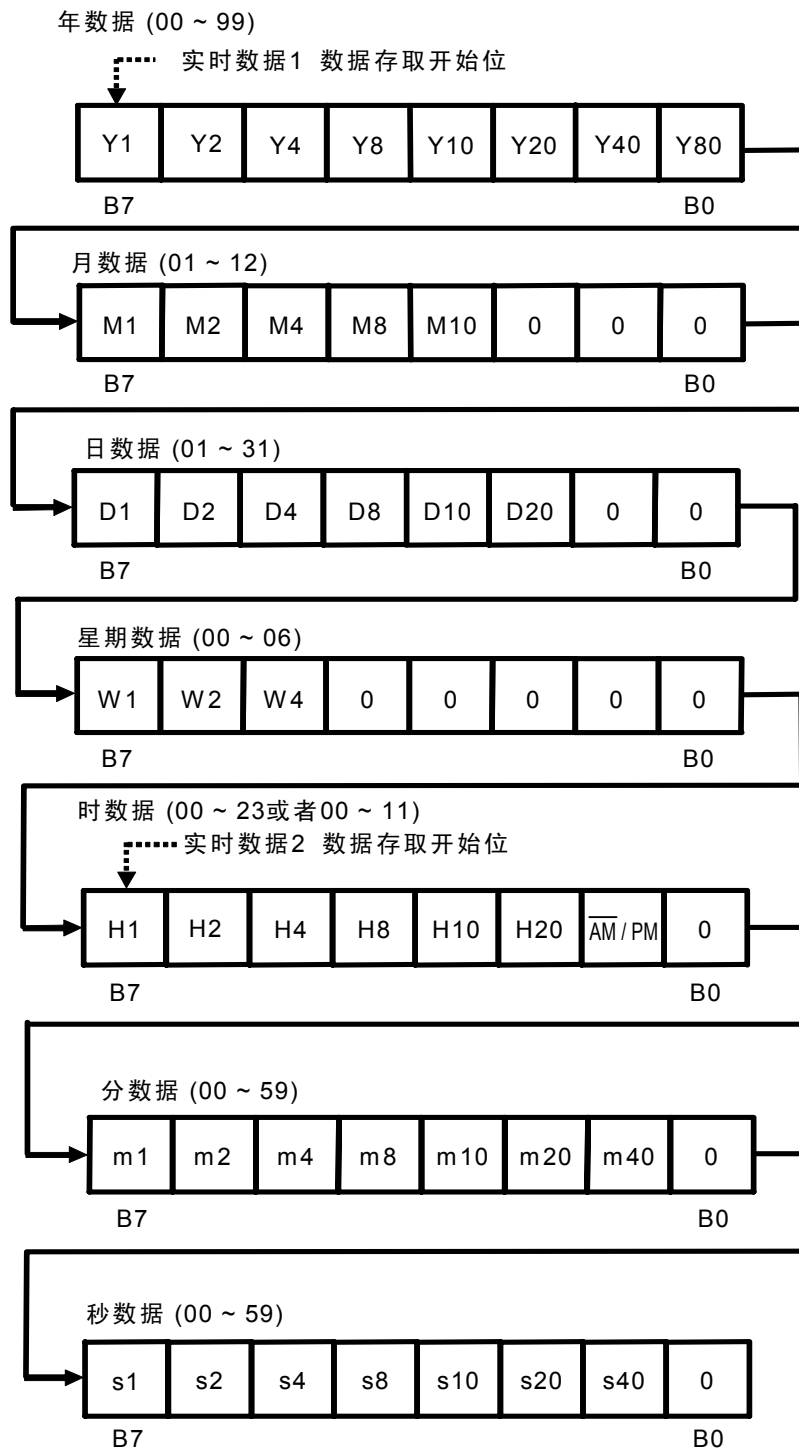 年数据 (00 ~ 99)
实时数据1 数据存取开始位
Y1 Y2 Y4 Y8 Y10 Y20 Y40 Y80
B7 B0
月数据 (01 ~ 12)
M1 M2 M4 M8 M10 0 0 0
B7 B0
日数据 (01 ~ 31)
D1 D2 D4 D8 D10 D20 0 0
B7 B0
星期数据 (00 ~ 06)
W1 W2 W4 0 0 0 0 0
B7 B0
时数据 (00 ~ 23或者00 ~ 11)
实时数据2 数据存取开始位
H1 H2 H4 H8 H10 H20 A̅M̅ / PM 0
B7 B0
分数据 (00 ~ 59)
m1 m2 m4 m8 m10 m20 m40 0
B7 B0
秒数据 (00 ~ 59)
s1 s2 s4 s8 s10 s20 s40 0
B7 B0